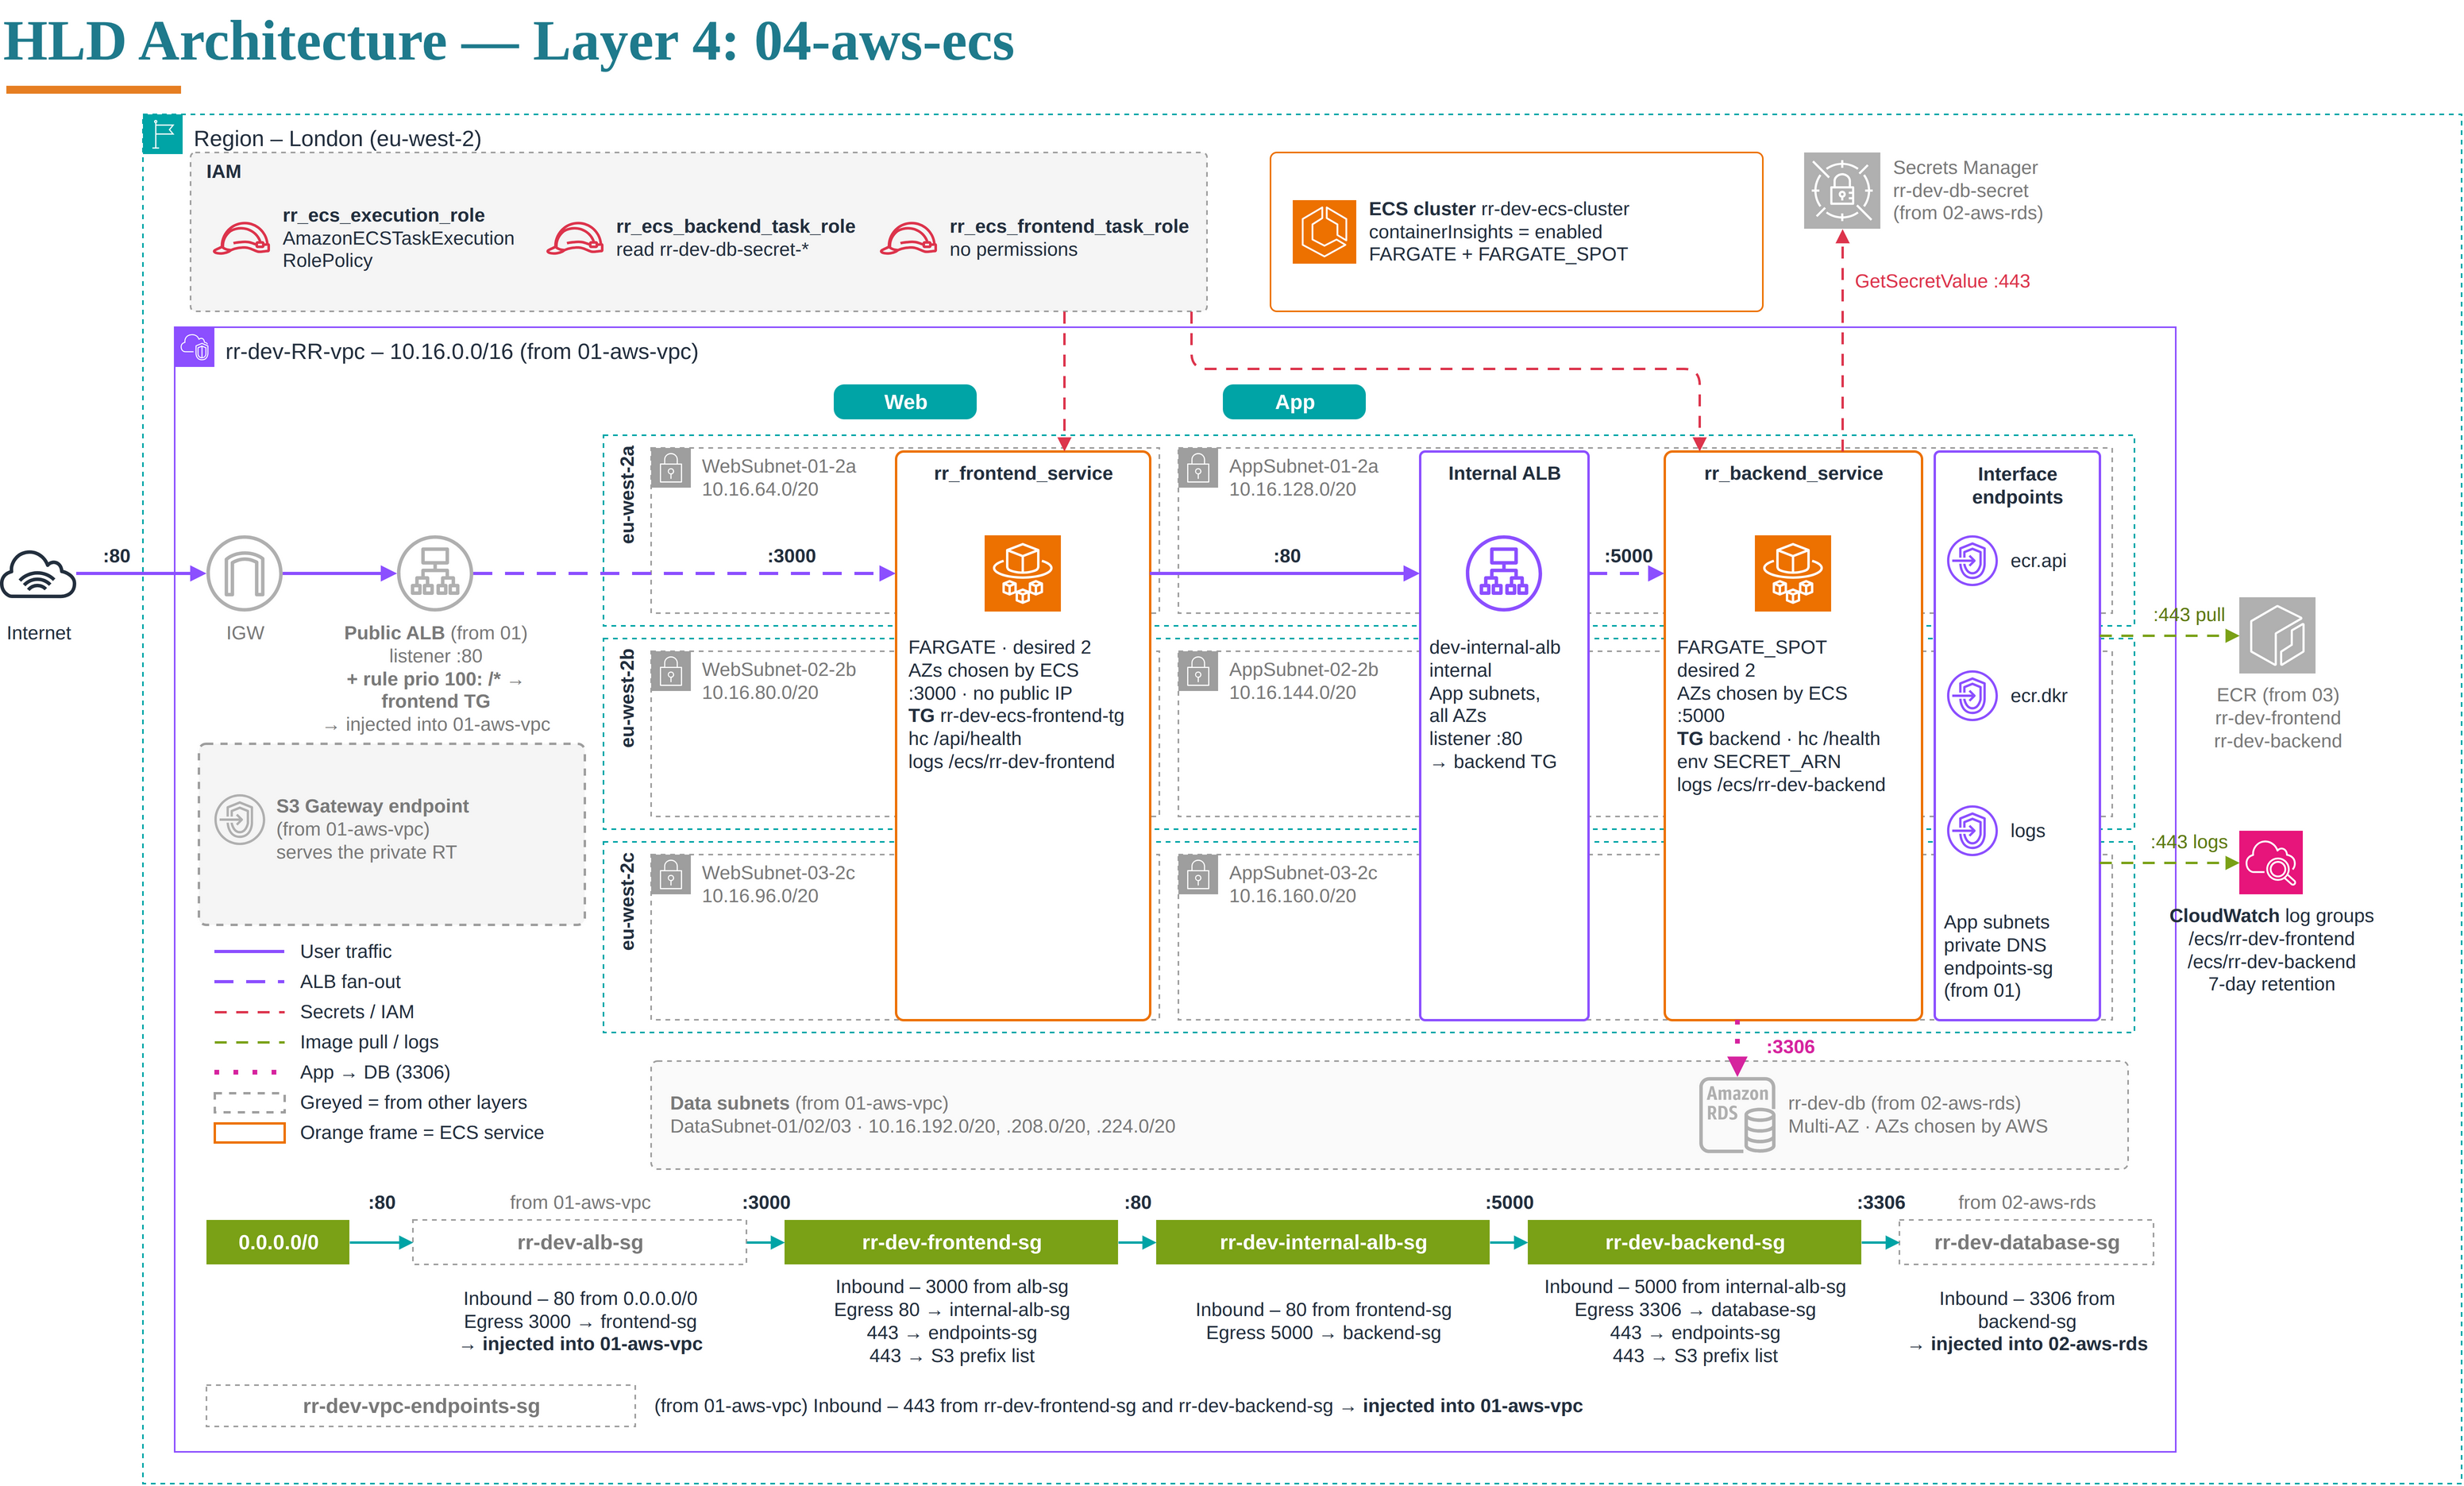 HLD Architecture — Layer 4: 04-aws-ecs
Region – London (eu-west-2)
IAM
rr_ecs_execution_role
AmazonECSTaskExecution
RolePolicy
rr_ecs_backend_task_role
read rr-dev-db-secret-*
rr_ecs_frontend_task_role
no permissions
ECS cluster rr-dev-ecs-cluster
containerInsights = enabled
FARGATE + FARGATE_SPOT
Secrets Manager
rr-dev-db-secret
(from 02-aws-rds)
GetSecretValue :443
rr-dev-RR-vpc – 10.16.0.0/16 (from 01-aws-vpc)
Web
App
eu-west-2a
WebSubnet-01-2a
10.16.64.0/20
AppSubnet-01-2a
10.16.128.0/20
eu-west-2b
WebSubnet-02-2b
10.16.80.0/20
AppSubnet-02-2b
10.16.144.0/20
eu-west-2c
WebSubnet-03-2c
10.16.96.0/20
AppSubnet-03-2c
10.16.160.0/20
Internet
:80
IGW
Public ALB (from 01)
listener :80
+ rule prio 100: /* →
frontend TG
→ injected into 01-aws-vpc
:3000
rr_frontend_service
FARGATE · desired 2
AZs chosen by ECS
:3000 · no public IP
TG rr-dev-ecs-frontend-tg
hc /api/health
logs /ecs/rr-dev-frontend
:80
Internal ALB
dev-internal-alb
internal
App subnets,
all AZs
listener :80
→ backend TG
:5000
rr_backend_service
FARGATE_SPOT
desired 2
AZs chosen by ECS
:5000
TG backend · hc /health
env SECRET_ARN
logs /ecs/rr-dev-backend
Interface
endpoints
ecr.api
ecr.dkr
logs
App subnets
private DNS
endpoints-sg
(from 01)
:443 pull
ECR (from 03)
rr-dev-frontend
rr-dev-backend
:443 logs
CloudWatch log groups
/ecs/rr-dev-frontend
/ecs/rr-dev-backend
7-day retention
S3 Gateway endpoint
(from 01-aws-vpc)
serves the private RT
User traffic
ALB fan-out
Secrets / IAM
Image pull / logs
App → DB (3306)
Greyed = from other layers
Orange frame = ECS service
:3306
Data subnets (from 01-aws-vpc)
DataSubnet-01/02/03 · 10.16.192.0/20, .208.0/20, .224.0/20
Amazon
RDS
rr-dev-db (from 02-aws-rds)
Multi-AZ · AZs chosen by AWS
:80
from 01-aws-vpc
:3000
:80
:5000
:3306
from 02-aws-rds
0.0.0.0/0
rr-dev-alb-sg
rr-dev-frontend-sg
rr-dev-internal-alb-sg
rr-dev-backend-sg
rr-dev-database-sg
Inbound – 80 from 0.0.0.0/0
Egress 3000 → frontend-sg
→ injected into 01-aws-vpc
Inbound – 3000 from alb-sg
Egress 80 → internal-alb-sg
443 → endpoints-sg
443 → S3 prefix list
Inbound – 80 from frontend-sg
Egress 5000 → backend-sg
Inbound – 5000 from internal-alb-sg
Egress 3306 → database-sg
443 → endpoints-sg
443 → S3 prefix list
Inbound – 3306 from
backend-sg
→ injected into 02-aws-rds
rr-dev-vpc-endpoints-sg
(from 01-aws-vpc) Inbound – 443 from rr-dev-frontend-sg and rr-dev-backend-sg → injected into 01-aws-vpc